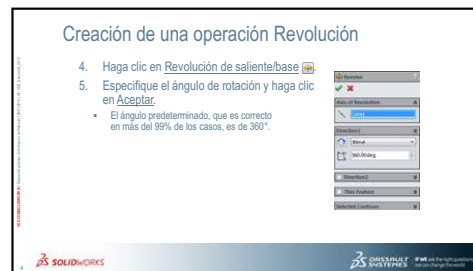 Creación de una operación Revolución
4. Haga clic en Revolución de saliente/base
5. Especifique el ángulo de rotación y haga clic
en Aceptar.
▪ El ángulo predeterminado, que es correcto
en más del 99% de los casos, es de 360°.
Revolve
Axis of Revolution
Line1
Direction1
Blind
360.00deg
Direction2
Thin Feature
Selected Contours
4
SOLIDWORKS
DASSAULT SYSTEMES